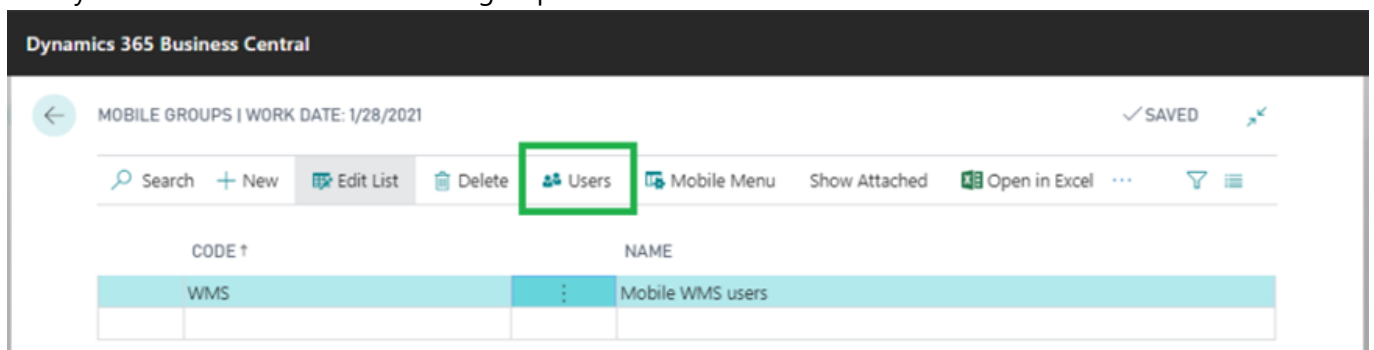 Dynamics 365 Business Central
MOBILE GROUPS | WORK DATE: 1/28/2021 ✓ SAVED
Search + New Edit List Delete Users Mobile Menu Show Attached Open in Excel ...
CODE ↑ NAME
WMS Mobile WMS users